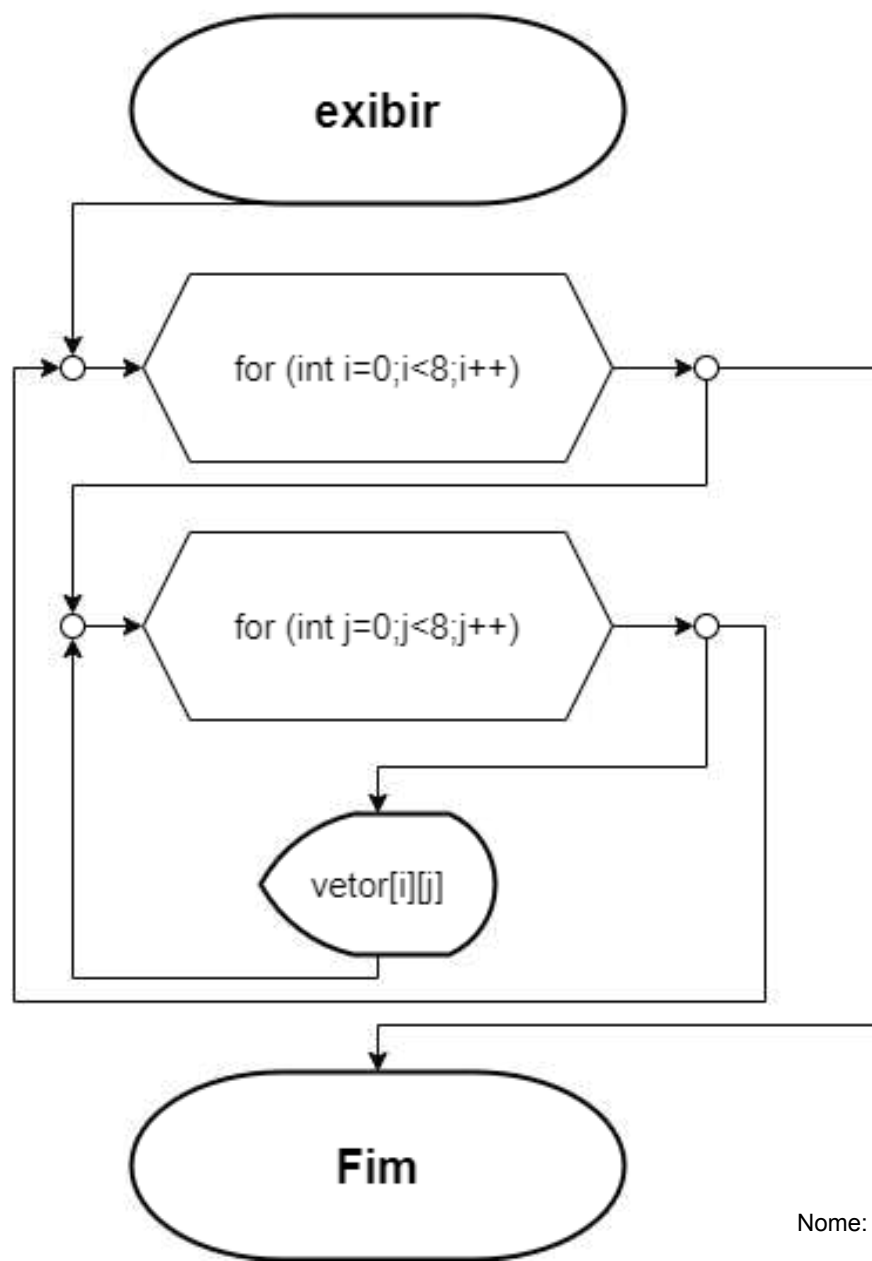 exibir
for (int i=0;i<8;i++)
for (int j=0;j<8;j++)
vetor[i][j]
Fim
Nome: